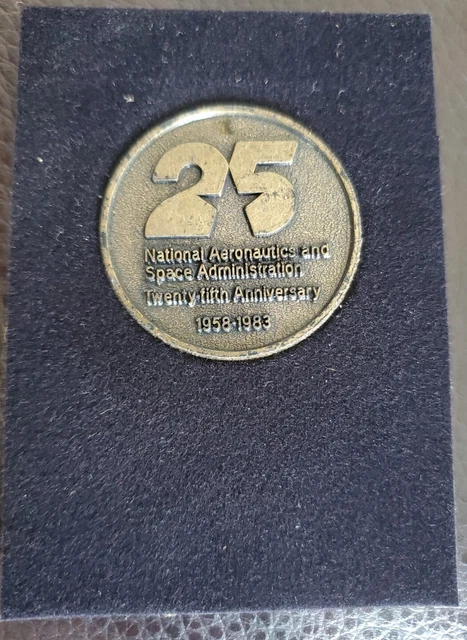 25
National Aeronautics and
Space Administration
Twenty-fifth Anniversary
1958-1983